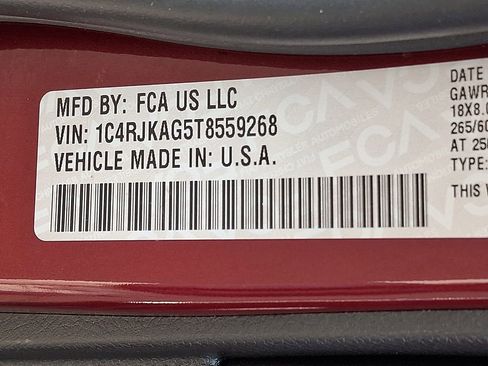 MFD BY: FCA US LLC
VIN: 1C4RJKAG5T8559268
VEHICLE MADE IN: U.S.A.
DATE
GAWR
18X8.0
265/60
AT 250
TYPE:
THIS